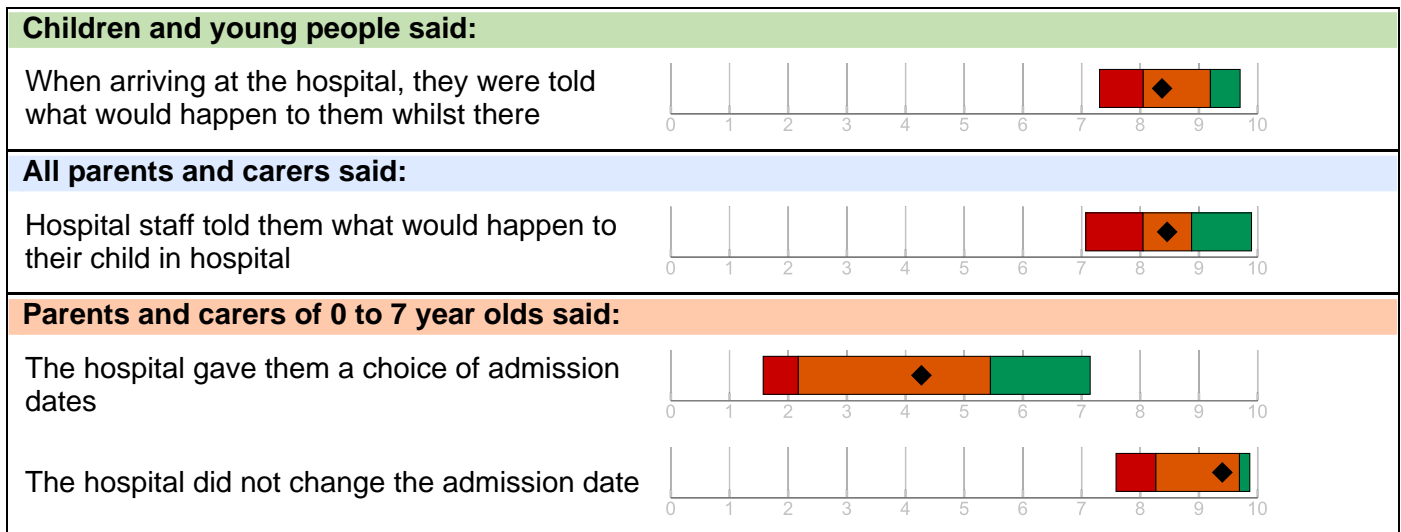 Children and young people said:
When arriving at the hospital, they were told
what would happen to them whilst there
0 1 2 3 4 5 6 7 8 9 10
All parents and carers said:
Hospital staff told them what would happen to
their child in hospital
0 1 2 3 4 5 6 7 8 9 10
Parents and carers of 0 to 7 year olds said:
The hospital gave them a choice of admission
dates
0 1 2 3 4 5 6 7 8 9 10
The hospital did not change the admission date
0 1 2 3 4 5 6 7 8 9 10